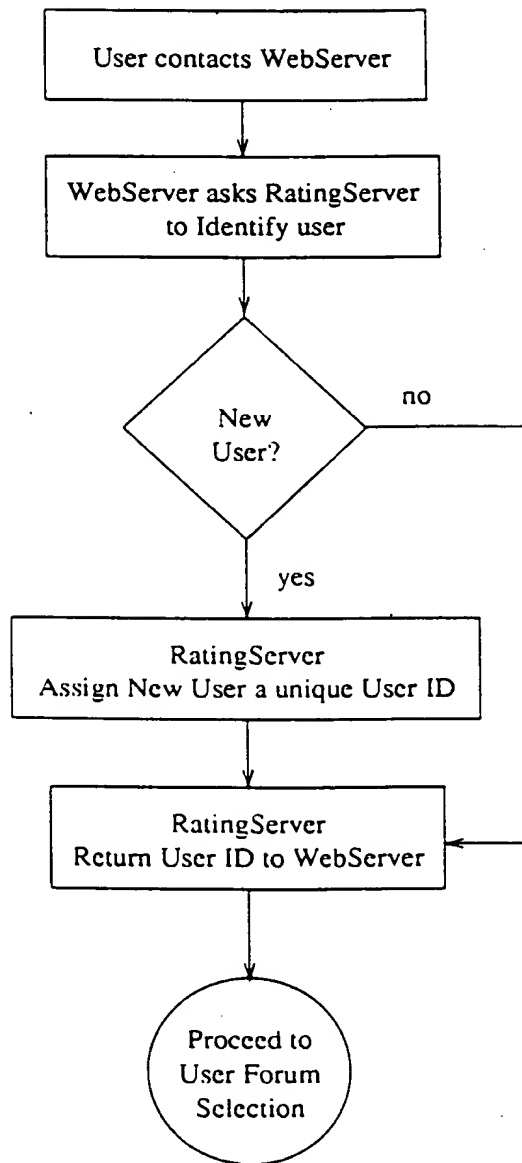 User contacts WebServer
WebServer asks RatingServer
to Identify user
New
User?
no
yes
RatingServer
Assign New User a unique User ID
RatingServer
Return User ID to WebServer
Proceed to
User Forum
Selection